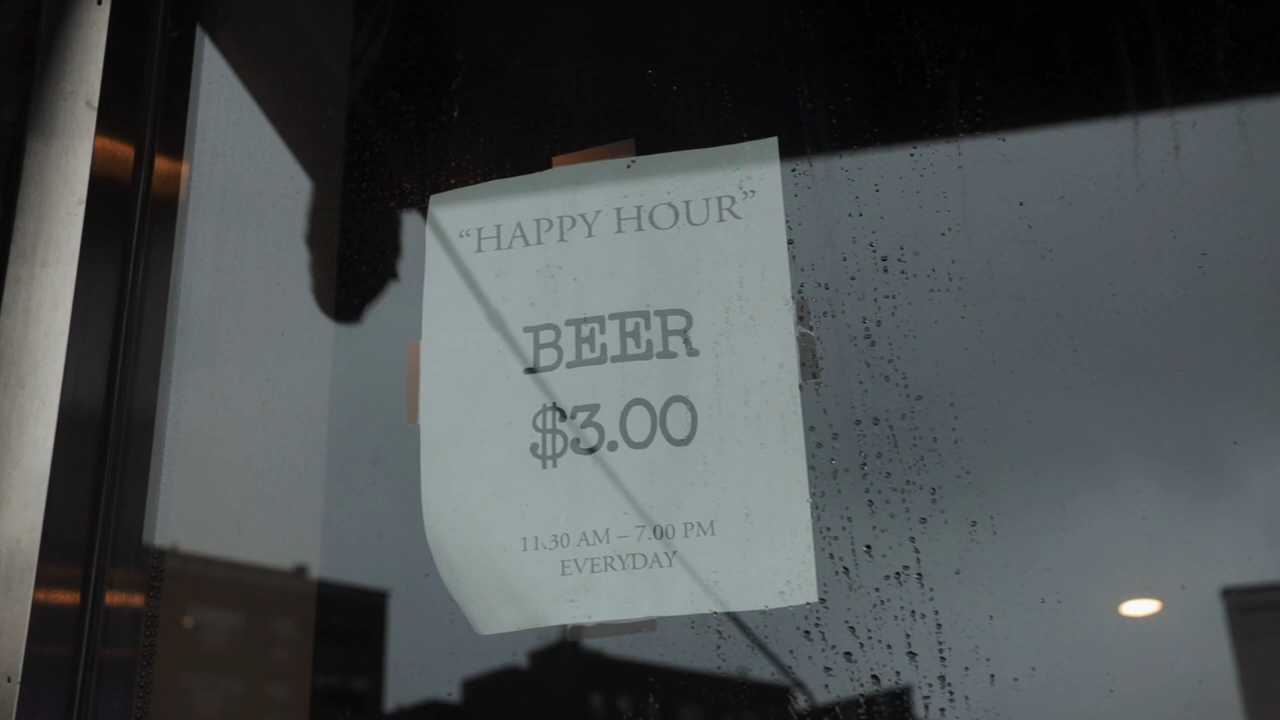 “HAPPY HOUR”
BEER
$3.00
11.30 AM – 7.00 PM
EVERYDAY